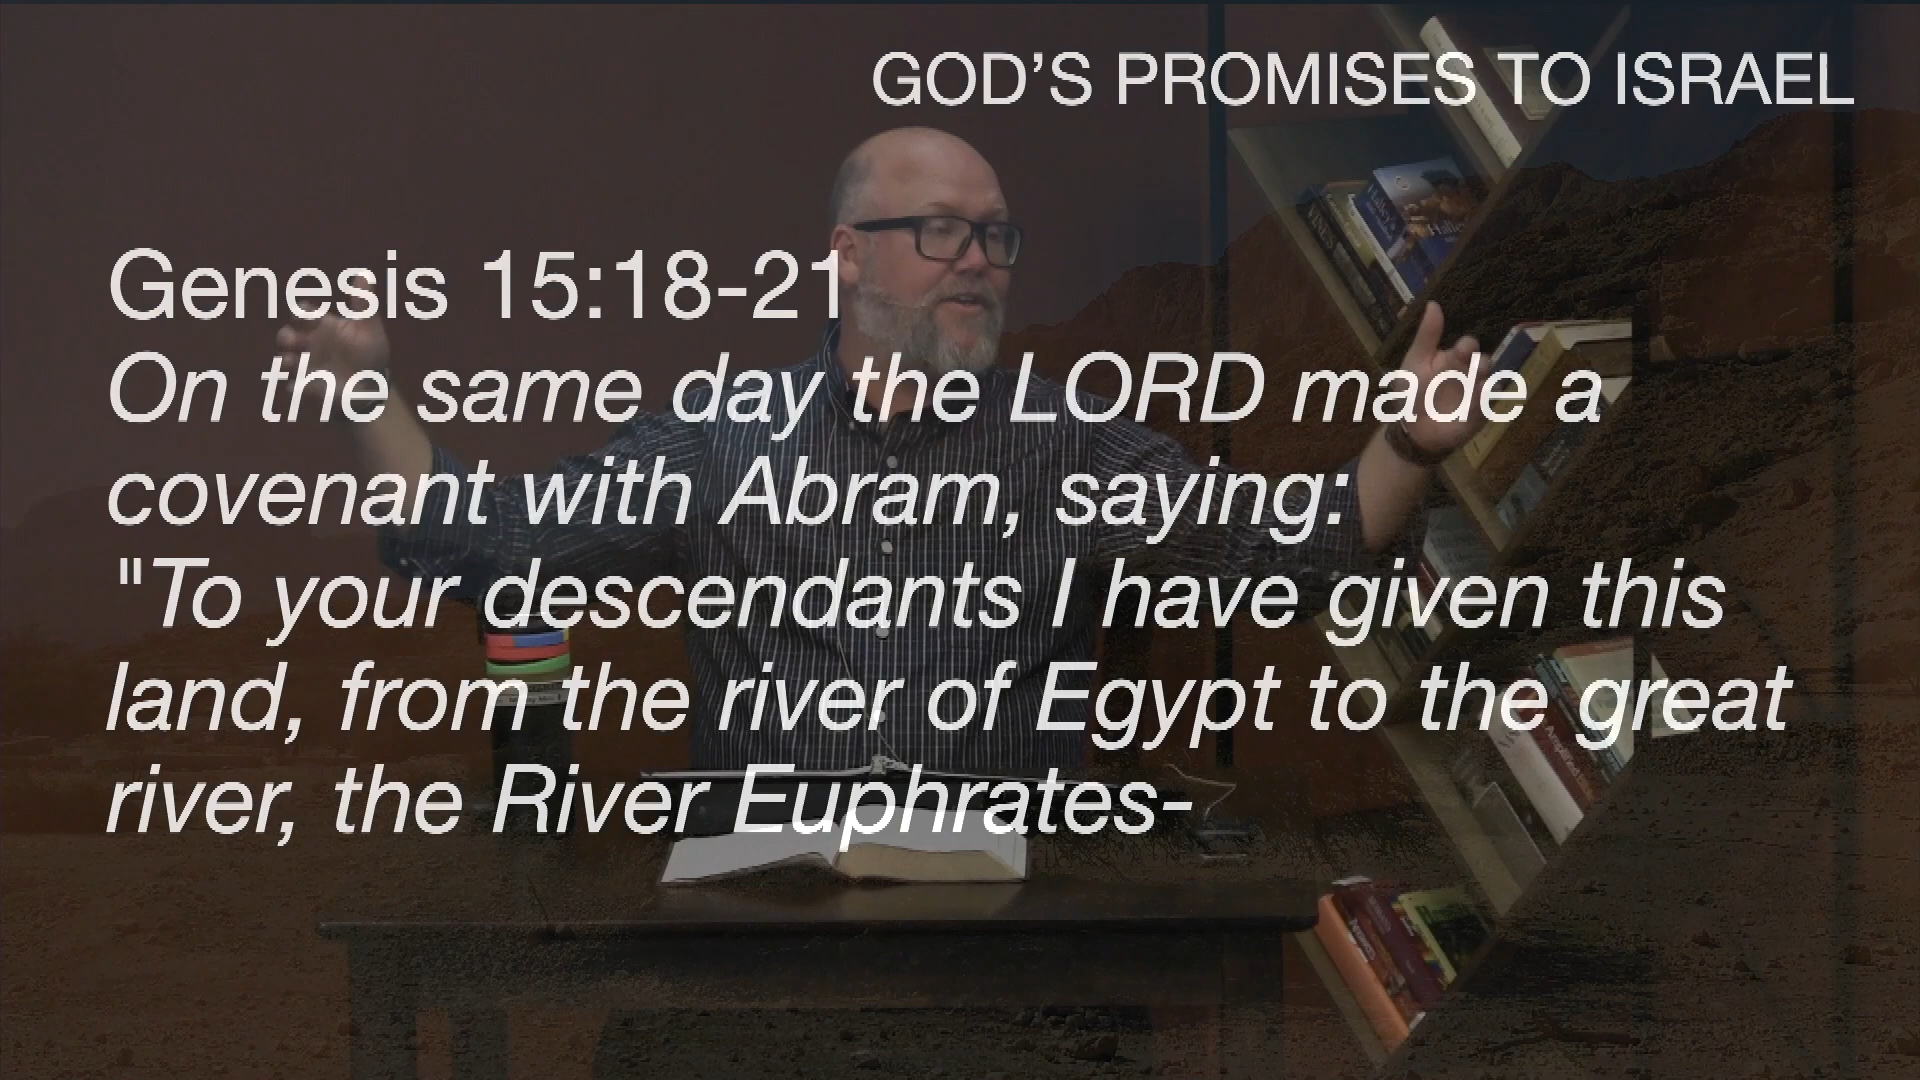 GOD’S PROMISES TO ISRAEL
Genesis 15:18-21
On the same day the LORD made a
covenant with Abram, saying:
"To your descendants I have given this
land, from the river of Egypt to the great
river, the River Euphrates-
Halley's
VINE'S